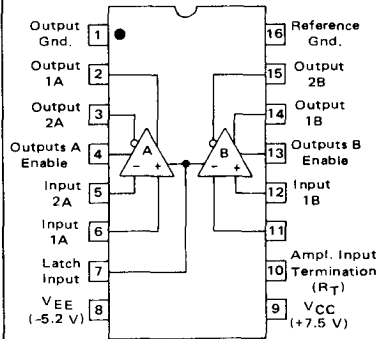 Output
Gnd.
1
16
Reference
Gnd.
Output
1A
2
15
Output
2B
Output
2A
3
14
Output
1B
Outputs A
Enable
4
A
B
13
Outputs B
Enable
- +
- +
Input
2A
5
12
Input
1B
Input
1A
6
11
Latch
Input
7
10
Ampl. Input
Termination
(RT)
VEE
(-5.2 V)
8
9
VCC
(+7.5 V)